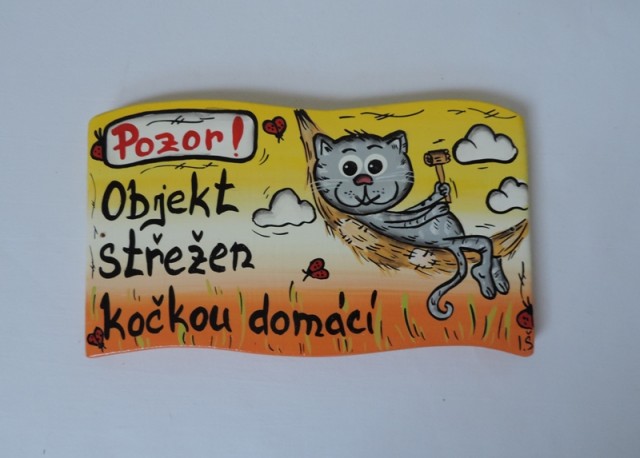 Pozor!
Objekt
střežen
kočkou domácí
I.Š